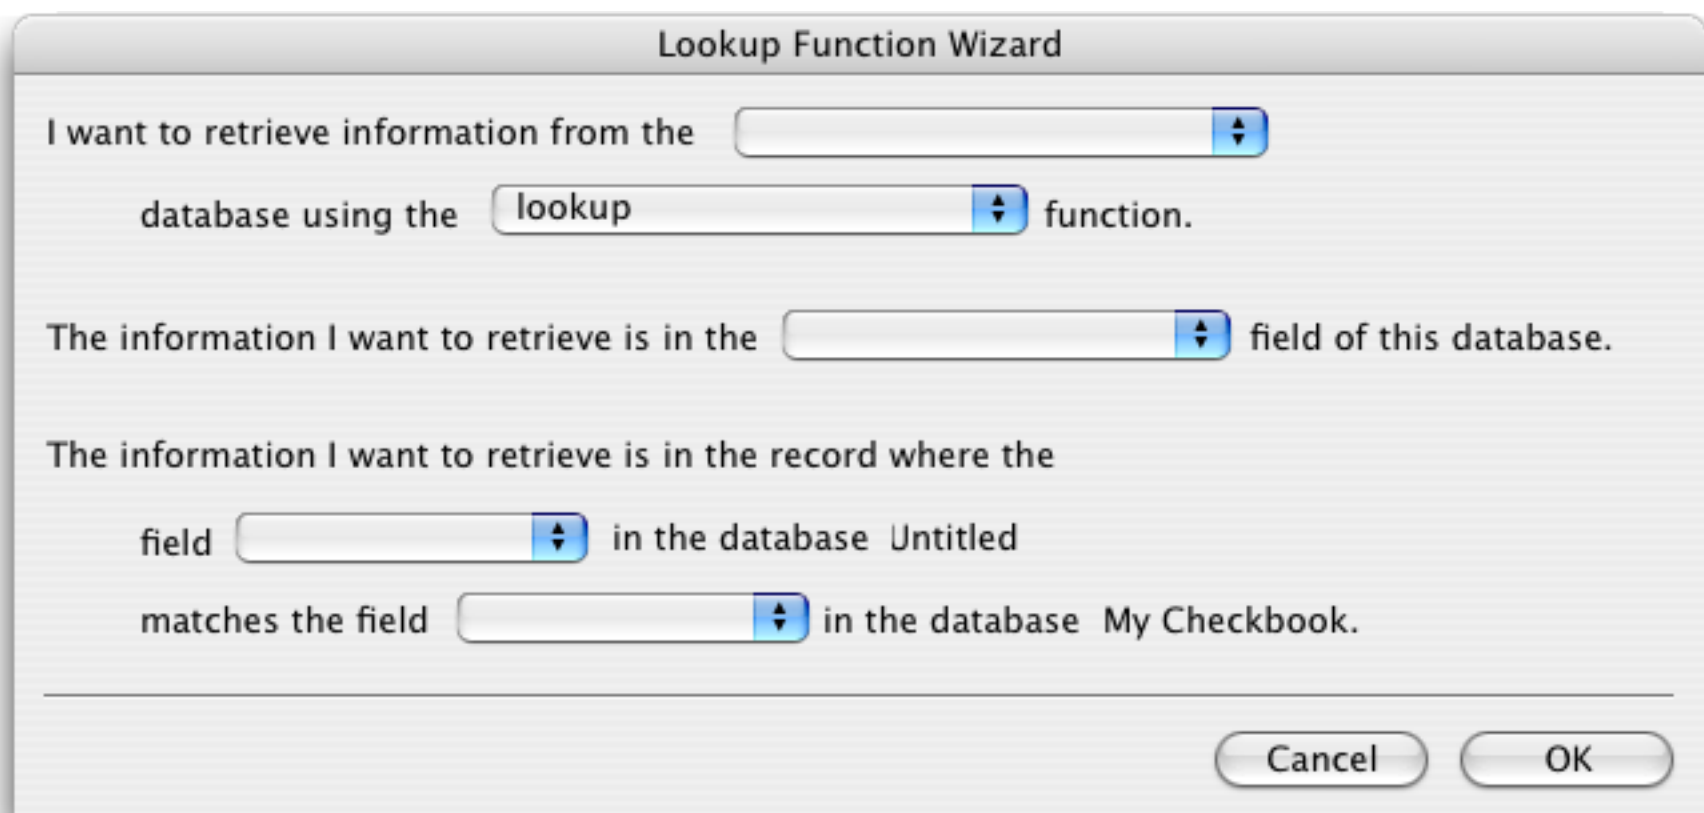 Lookup Function Wizard
I want to retrieve information from the
database using the lookup function.
The information I want to retrieve is in the field of this database.
The information I want to retrieve is in the record where the
field in the database Untitled
matches the field in the database My Checkbook.
Cancel OK